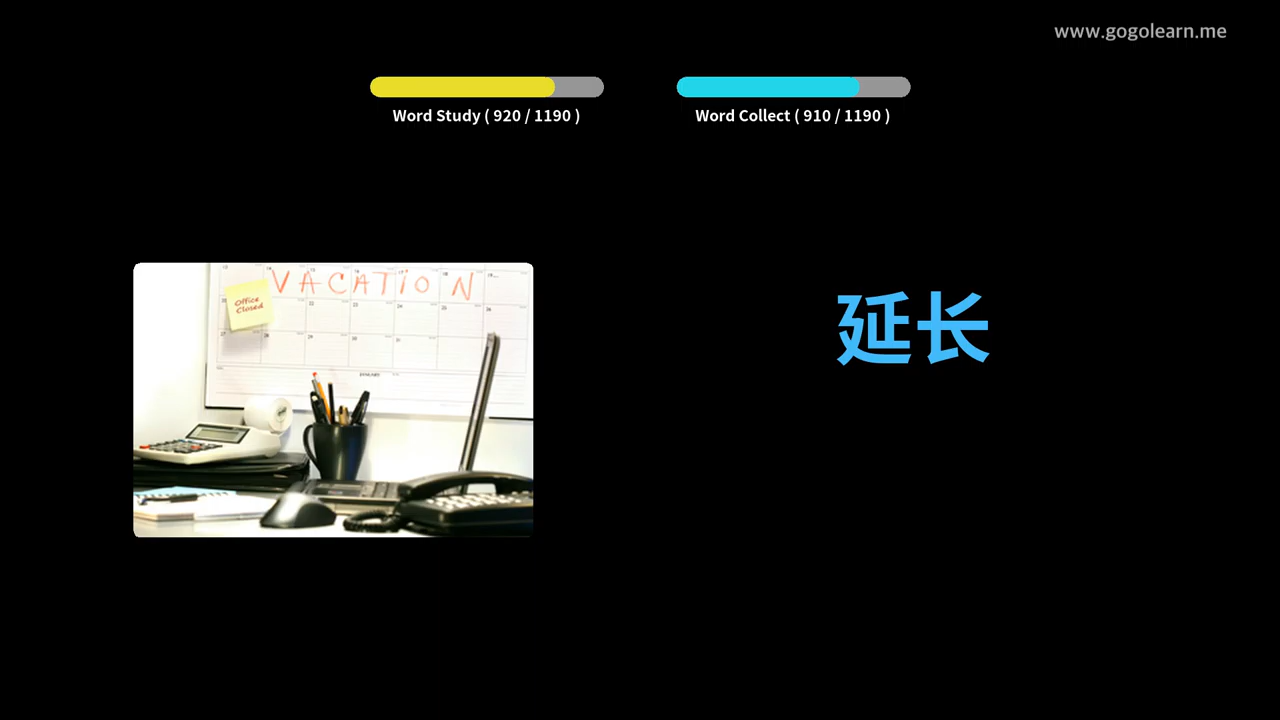 www.gogolearn.me
Word Study ( 920 / 1190 )
Word Collect ( 910 / 1190 )
VACATION
Office
Closed
延长